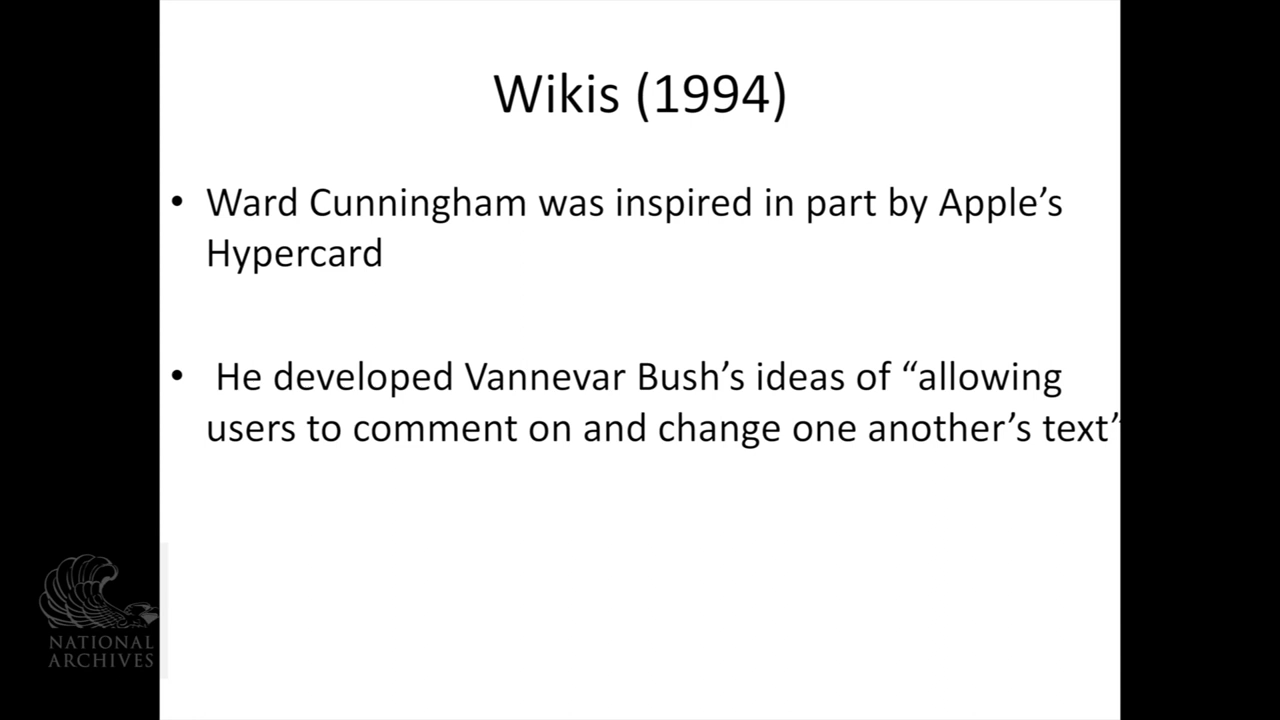 Wikis (1994)
• Ward Cunningham was inspired in part by Apple’s
Hypercard
• He developed Vannevar Bush’s ideas of “allowing
users to comment on and change one another’s text”
NATIONAL
ARCHIVES